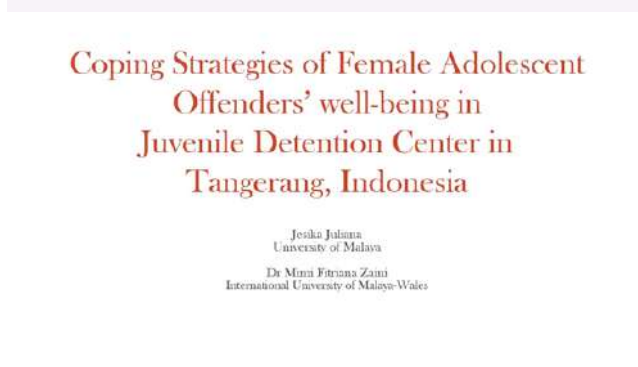 Coping Strategies of Female Adolescent
Offenders' well-being in
Juvenile Detention Center in
Tangerang, Indonesia
Jesika Juliana
University of Malaya
Dr Mimi Fitriana Zaini
International University of Malaya-Wales